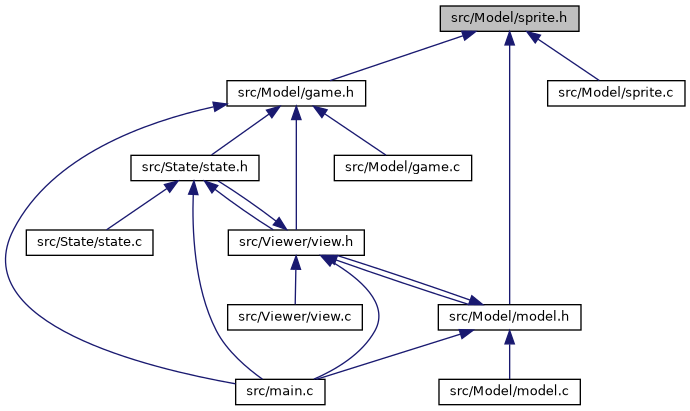 src/Model/sprite.h
src/Model/game.h
src/Model/sprite.c
src/State/state.h
src/Model/game.c
src/State/state.c
src/Viewer/view.h
src/Viewer/view.c
src/Model/model.h
src/main.c
src/Model/model.c